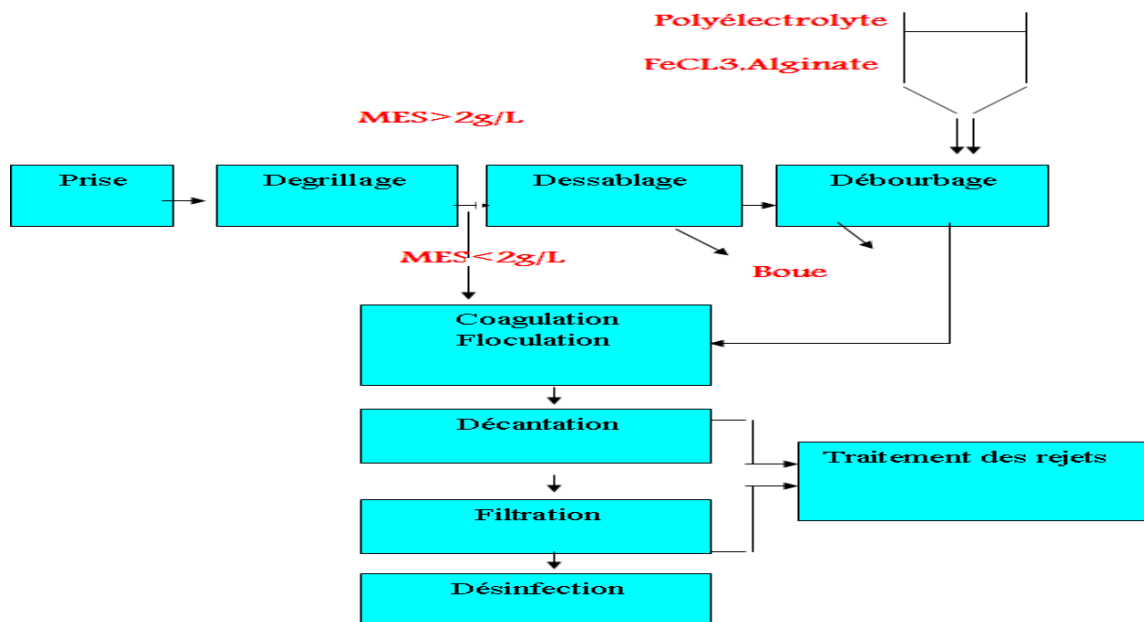 Polyélectrolyte
FeCL3.Alginate
MES>2g/L
Prise
Degrillage
Dessablage
Débourbage
MES<2g/L
Boue
Coagulation
Floculation
Décantation
Traitement des rejets
Filtration
Désinfection